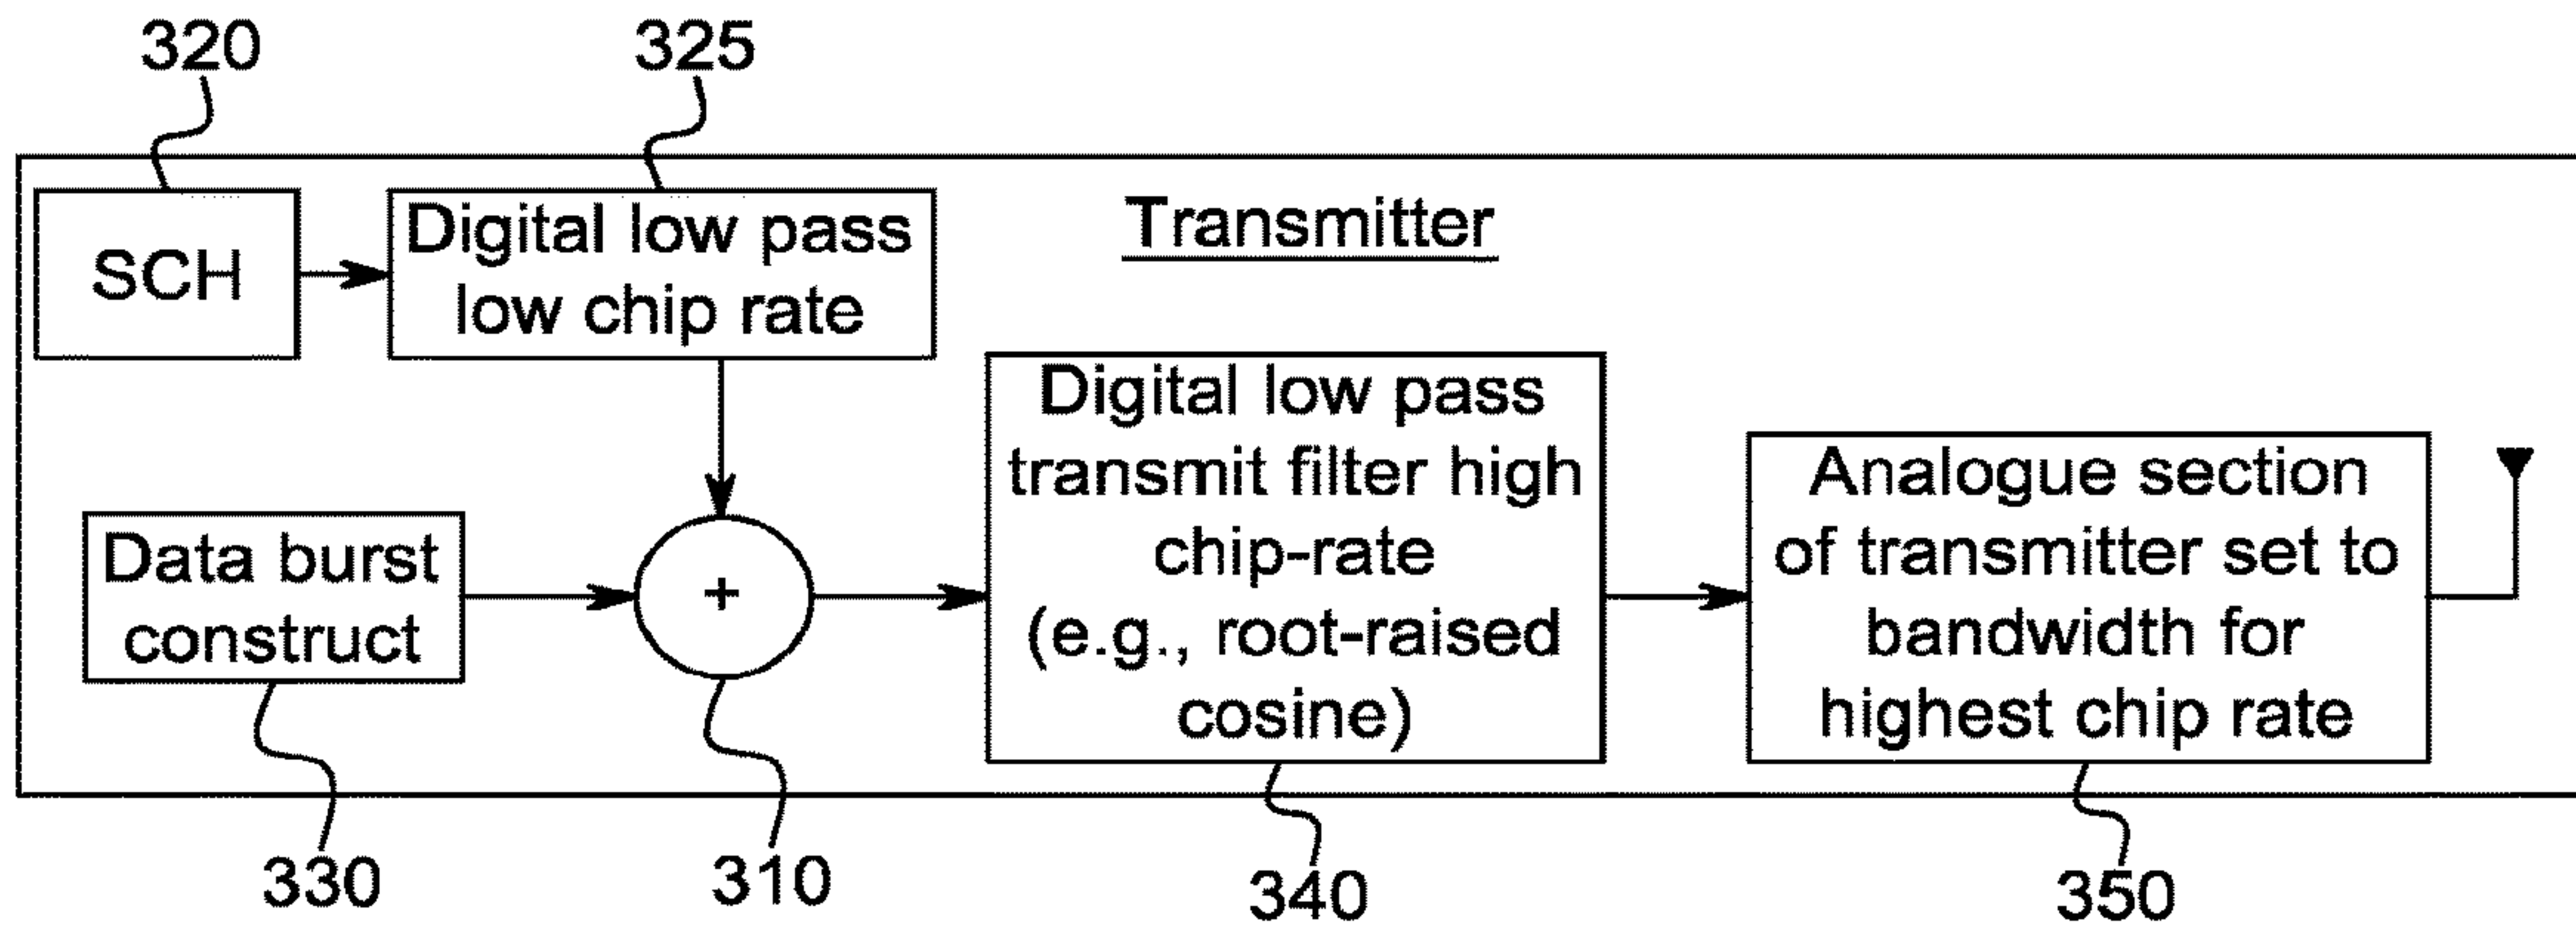 320
325
SCH
Digital low pass
low chip rate
Transmitter
Data burst
construct
+
Digital low pass
transmit filter high
chip-rate
(e.g., root-raised
cosine)
Analogue section
of transmitter set to
bandwidth for
highest chip rate
330
310
340
350